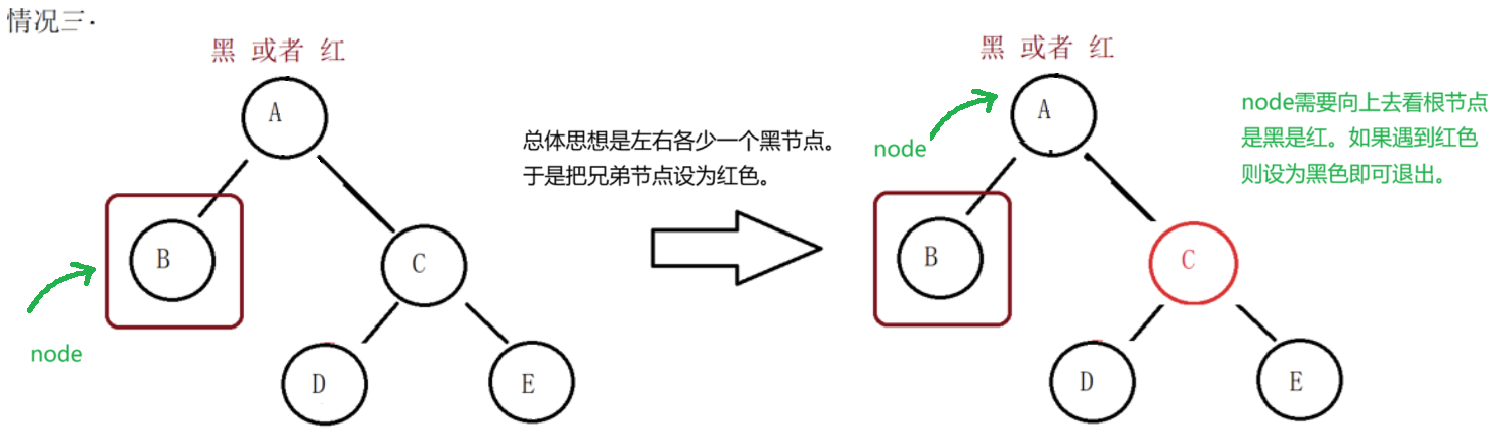 情况三.
黑 或者 红
A
B
C
D
E
node
总体思想是左右各少一个黑节点。
于是把兄弟节点设为红色。
黑 或者 红
A
node
B
C
D
E
node需要向上去看根节点
是黑是红。如果遇到红色
则设为黑色即可退出。